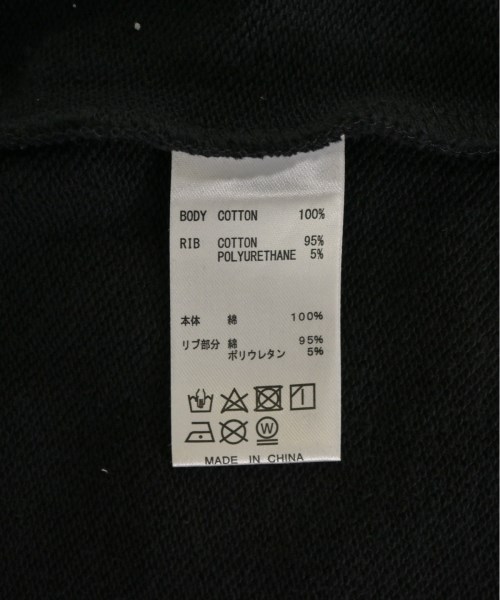 BODY COTTON 100%
RIB COTTON 95%
POLYURETHANE 5%
本体 綿 100%
リブ部分 綿 95%
ポリウレタン 5%
W
MADE IN CHINA